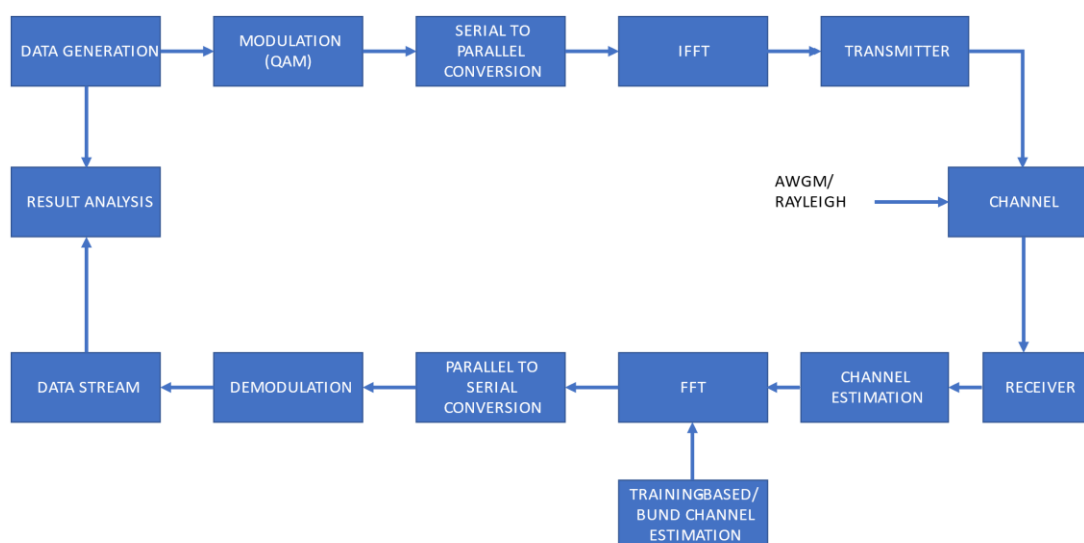 DATA GENERATION
MODULATION
(QAM)
SERIAL TO
PARALLEL
CONVERSION
IFFT
TRANSMITTER
RESULT ANALYSIS
AWGM/
RAYLEIGH
CHANNEL
DATA STREAM
DEMODULATION
PARALLEL TO
SERIAL
CONVERSION
FFT
CHANNEL
ESTIMATION
RECEIVER
TRAININGBASED/
BUND CHANNEL
ESTIMATION